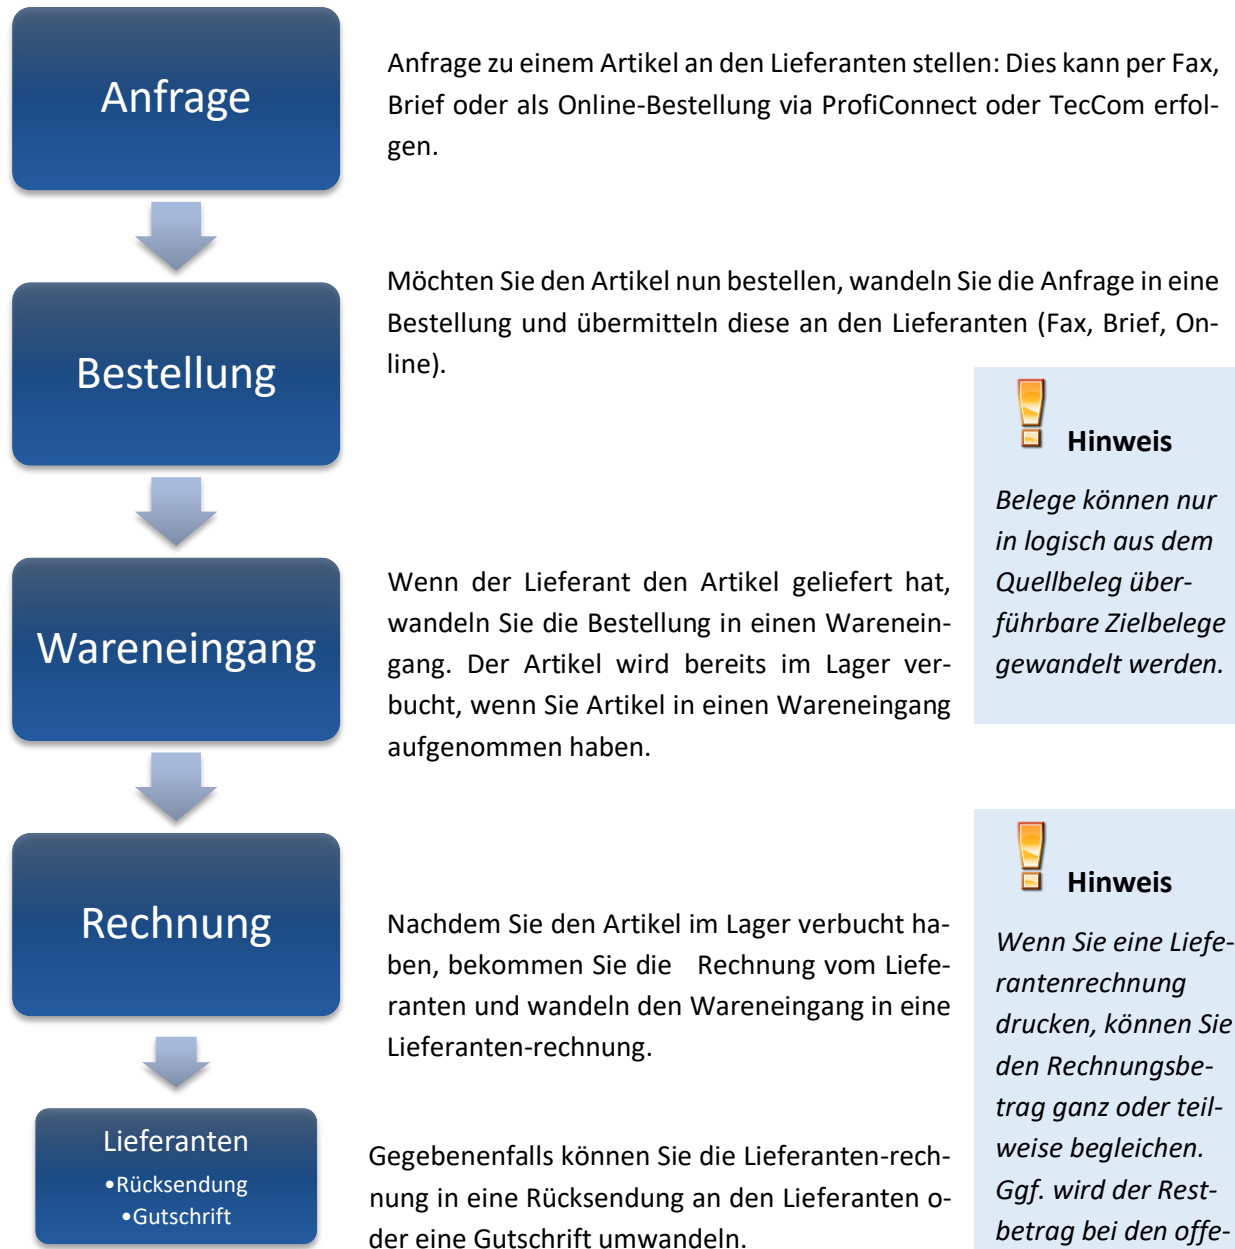 Anfrage
Anfrage zu einem Artikel an den Lieferanten stellen: Dies kann per Fax,
Brief oder als Online-Bestellung via ProfiConnect oder TecCom erfol-
gen.
Bestellung
Möchten Sie den Artikel nun bestellen, wandeln Sie die Anfrage in eine
Bestellung und übermitteln diese an den Lieferanten (Fax, Brief, On-
line).
Hinweis
Belege können nur
in logisch aus dem
Quellbeleg über-
führbare Zielbelege
gewandelt werden.
Wareneingang
Wenn der Lieferant den Artikel geliefert hat,
wandeln Sie die Bestellung in einen Warenein-
gang. Der Artikel wird bereits im Lager ver-
bucht, wenn Sie Artikel in einen Wareneingang
aufgenommen haben.
Rechnung
Nachdem Sie den Artikel im Lager verbucht ha-
ben, bekommen Sie die Rechnung vom Liefe-
ranten und wandeln den Wareneingang in eine
Lieferanten-rechnung.
Hinweis
Wenn Sie eine Liefe-
rantenrechnung
drucken, können Sie
den Rechnungsbe-
trag ganz oder teil-
weise begleichen.
Ggf. wird der Rest-
betrag bei den offe-
Lieferanten
•Rücksendung
•Gutschrift
Gegebenenfalls können Sie die Lieferanten-rech-
nung in eine Rücksendung an den Lieferanten o-
der eine Gutschrift umwandeln.